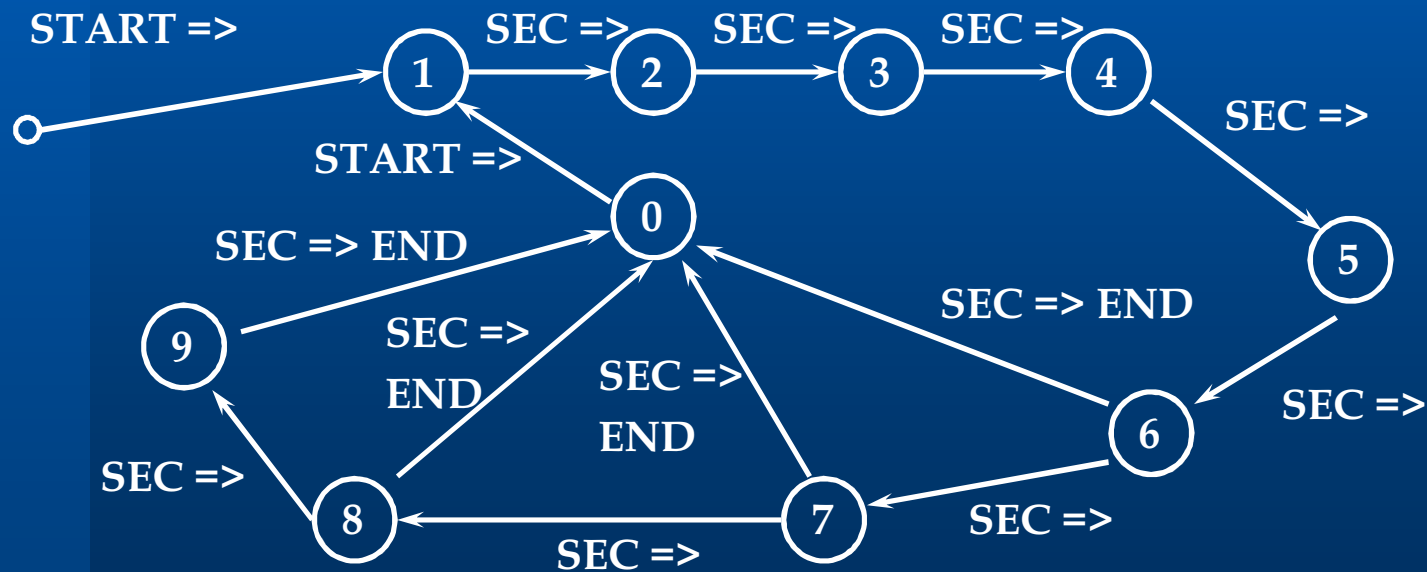 START =>
SEC =>
SEC =>
SEC =>
1
2
3
4
SEC =>
START =>
0
SEC => END
5
SEC => END
SEC =>
END
9
SEC =>
END
SEC =>
6
SEC =>
8
7
SEC =>
SEC =>